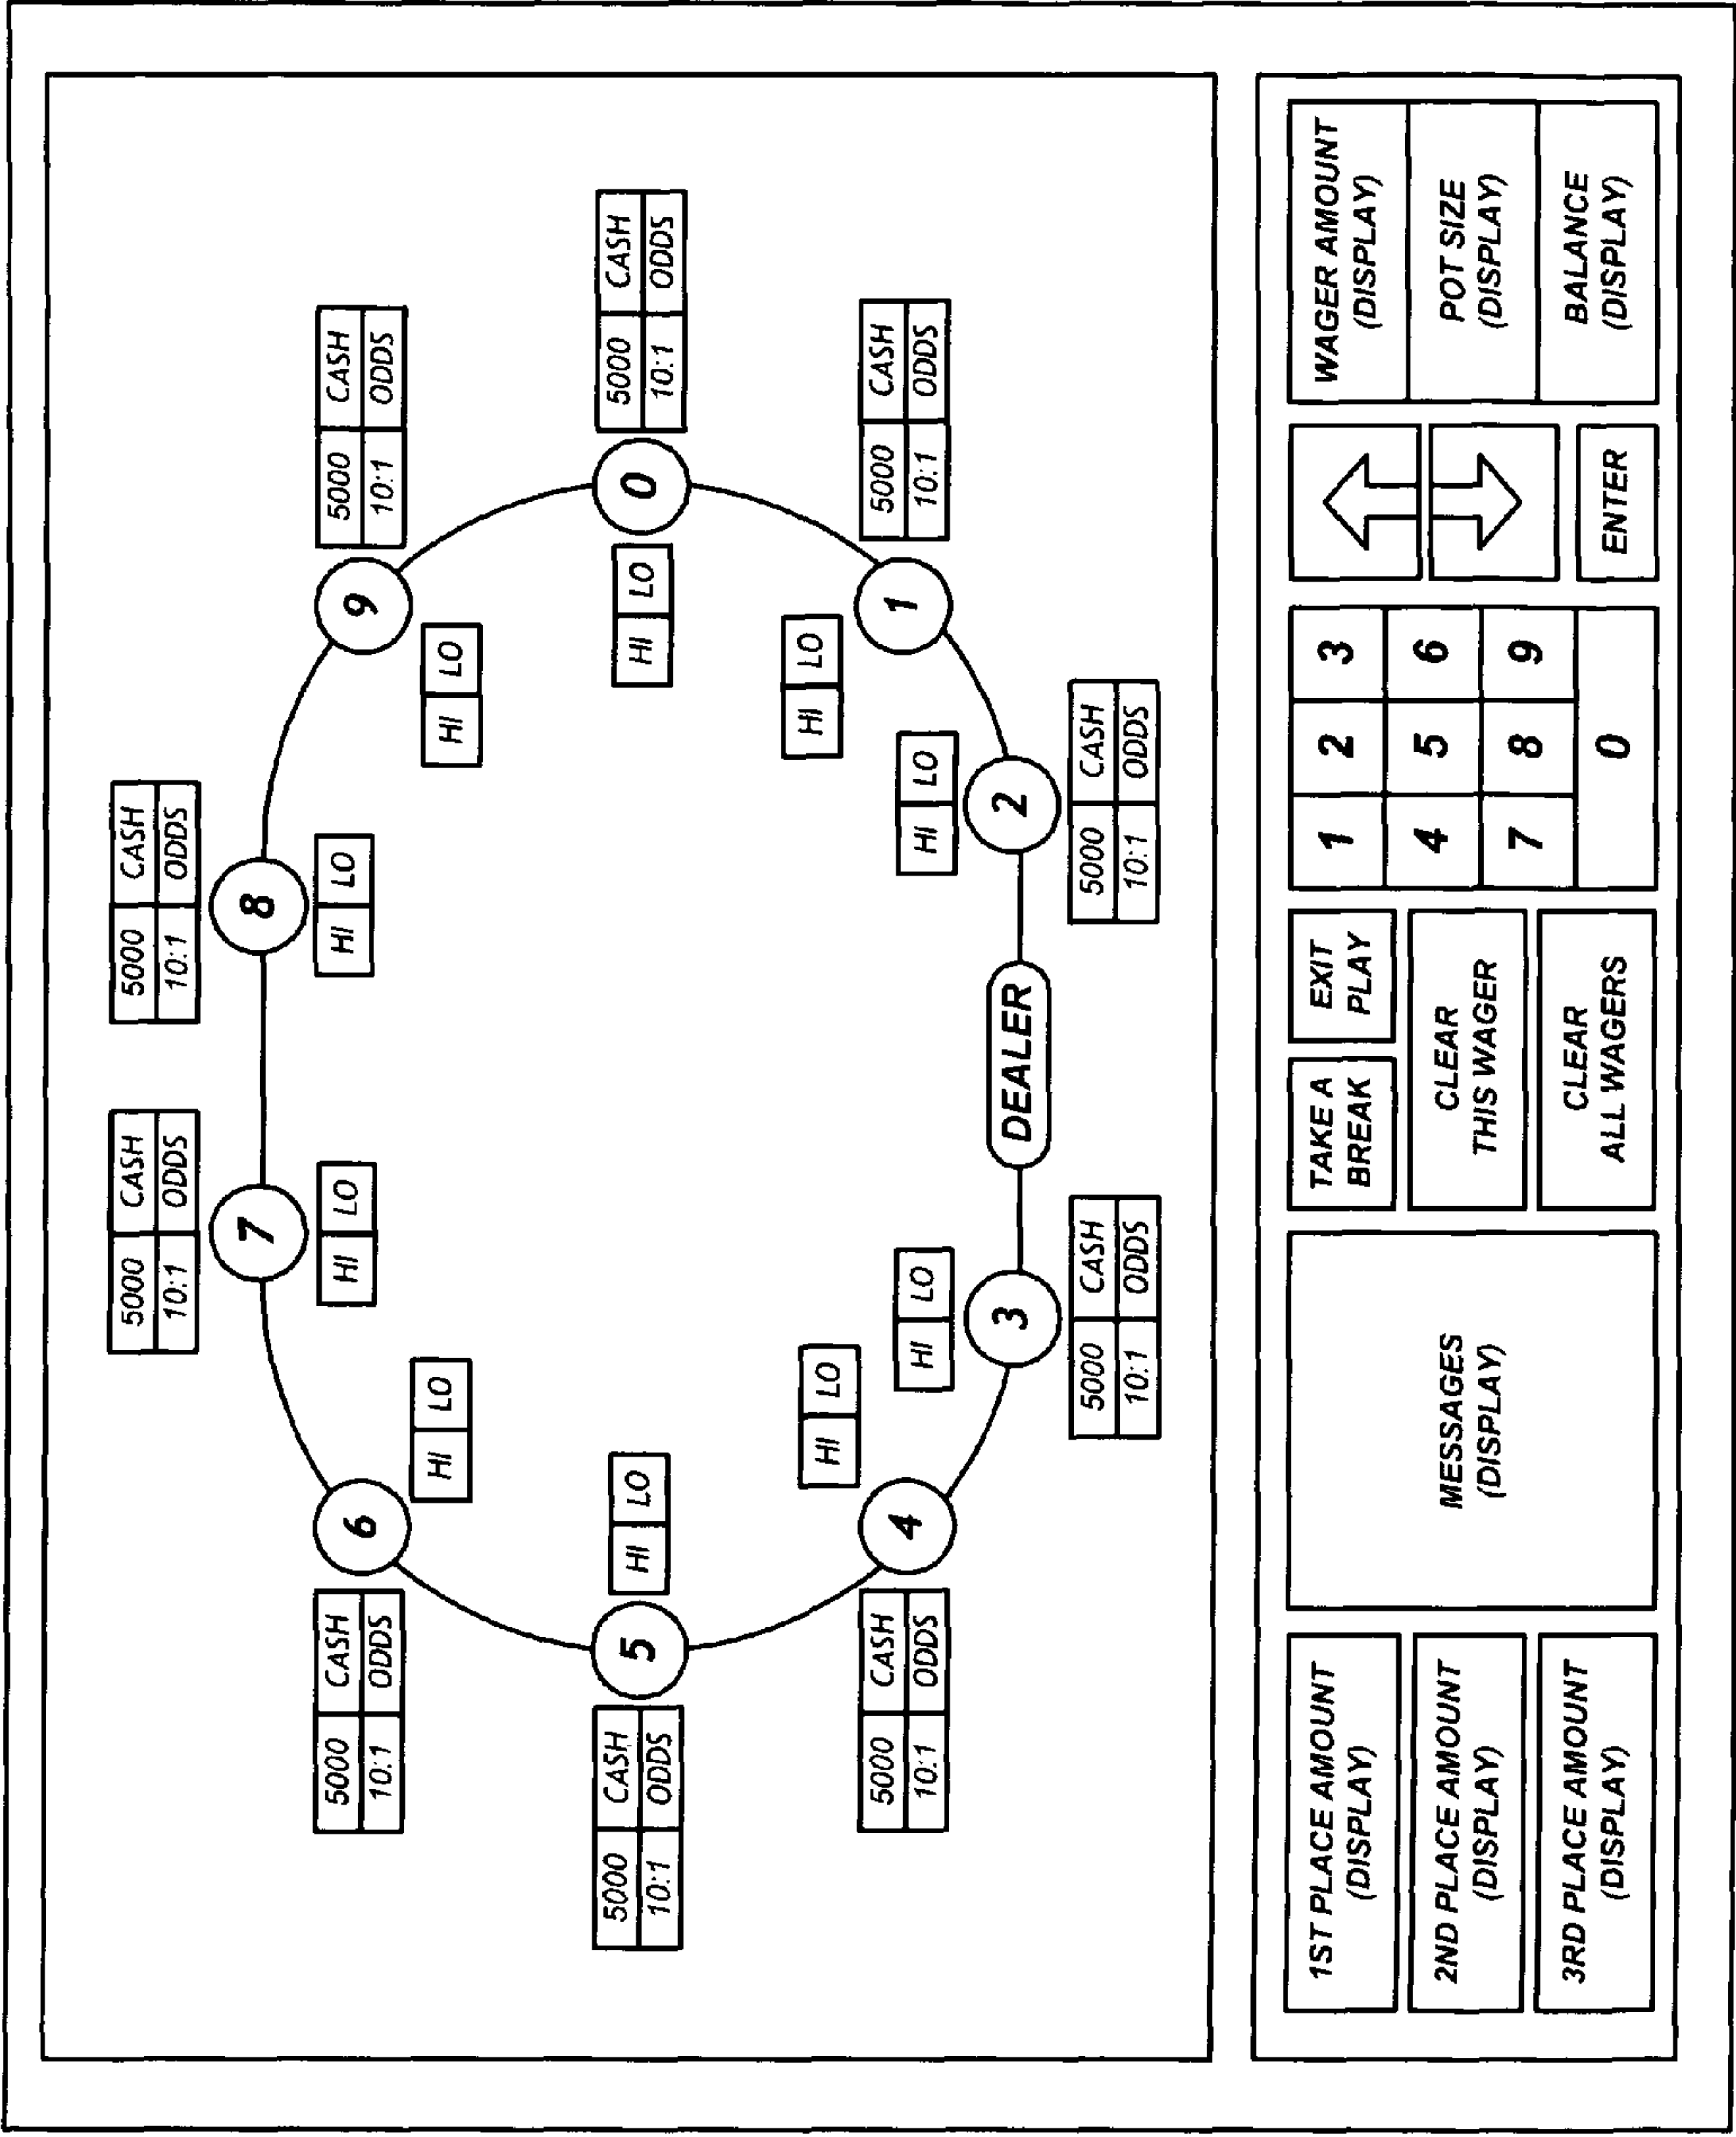 5000 CASH
10:1 ODDS
7
HI LO
5000 CASH
10:1 ODDS
8
HI LO
5000 CASH
10:1 ODDS
6
HI LO
5000 CASH
10:1 ODDS
9
HI LO
5000 CASH
10:1 ODDS
5
HI LO
5000 CASH
10:1 ODDS
0
HI LO
5000 CASH
10:1 ODDS
4
HI LO
5000 CASH
10:1 ODDS
1
HI LO
HI LO
3
5000 CASH
10:1 ODDS
DEALER
HI LO
2
5000 CASH
10:1 ODDS
1ST PLACE AMOUNT
(DISPLAY)
2ND PLACE AMOUNT
(DISPLAY)
3RD PLACE AMOUNT
(DISPLAY)
MESSAGES
(DISPLAY)
TAKE A
BREAK
EXIT
PLAY
CLEAR
THIS WAGER
CLEAR
ALL WAGERS
1 2 3
4 5 6
7 8 9
0
ENTER
WAGER AMOUNT
(DISPLAY)
POT SIZE
(DISPLAY)
BALANCE
(DISPLAY)